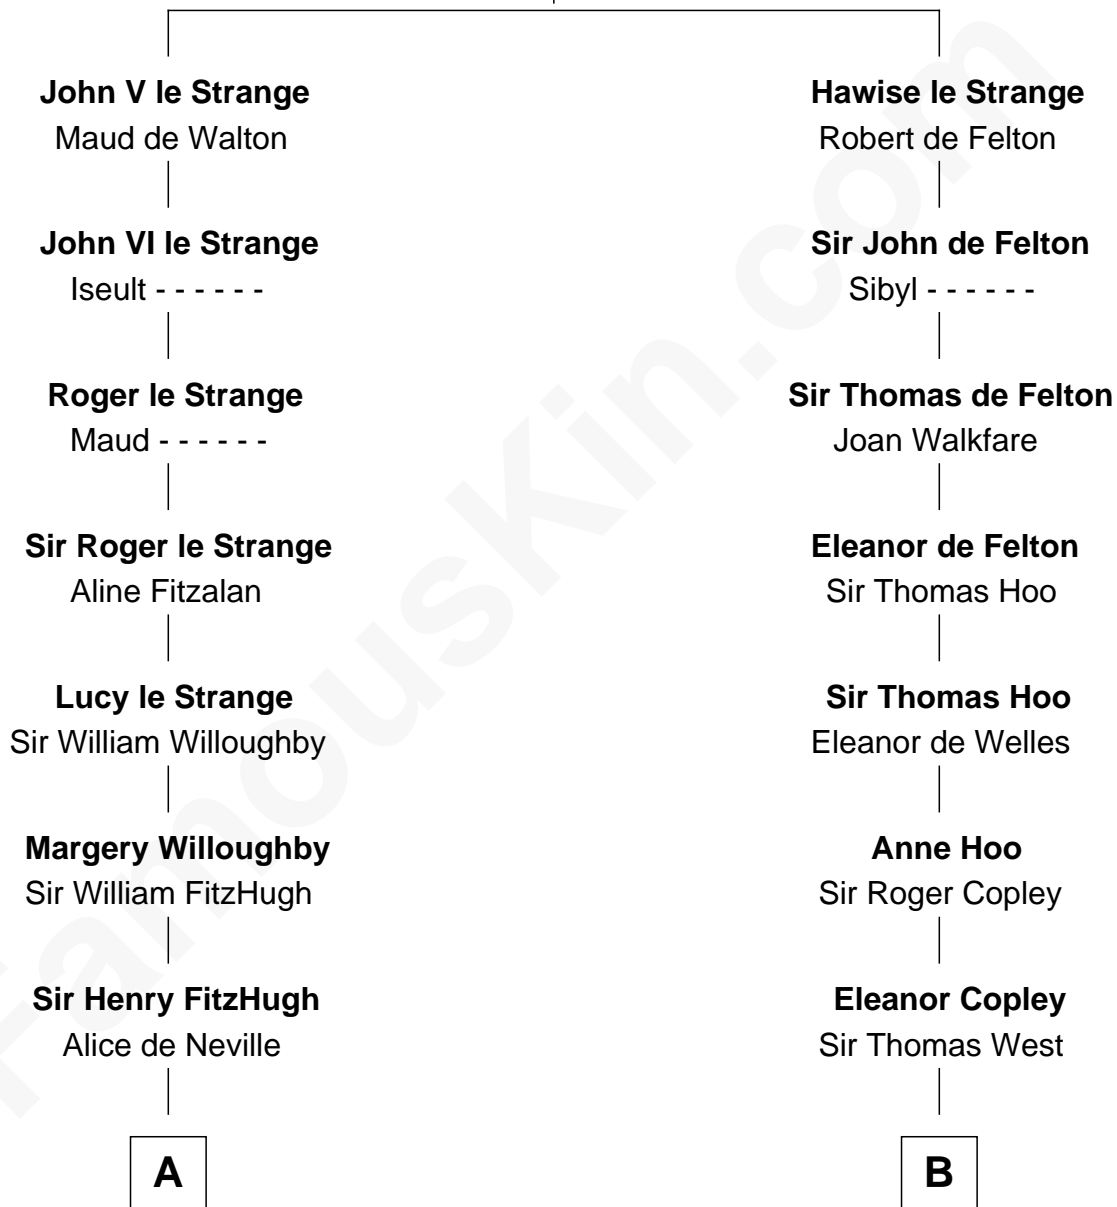 John V le Strange
Maud de Walton
John VI le Strange
Iseult - - - - - -
Roger le Strange
Maud - - - - - -
Sir Roger le Strange
Aline Fitzalan
Lucy le Strange
Sir William Willoughby
Margery Willoughby
Sir William FitzHugh
Sir Henry FitzHugh
Alice de Neville
A
Hawise le Strange
Robert de Felton
Sir John de Felton
Sibyl - - - - - -
Sir Thomas de Felton
Joan Walkfare
Eleanor de Felton
Sir Thomas Hoo
Sir Thomas Hoo
Eleanor de Welles
Anne Hoo
Sir Roger Copley
Eleanor Copley
Sir Thomas West
B
FamousKin.com